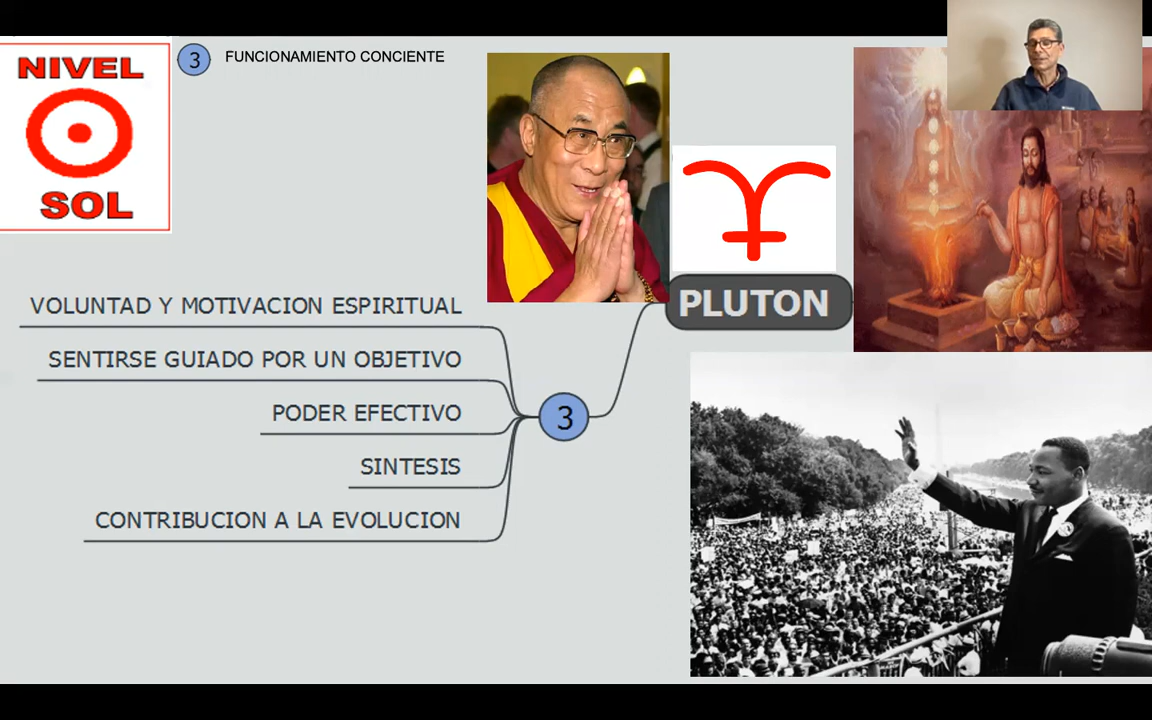 NIVEL
SOL
3 FUNCIONAMIENTO CONCIENTE
PLUTON
VOLUNTAD Y MOTIVACION ESPIRITUAL
SENTIRSE GUIADO POR UN OBJETIVO
PODER EFECTIVO
3
SINTESIS
CONTRIBUCION A LA EVOLUCION